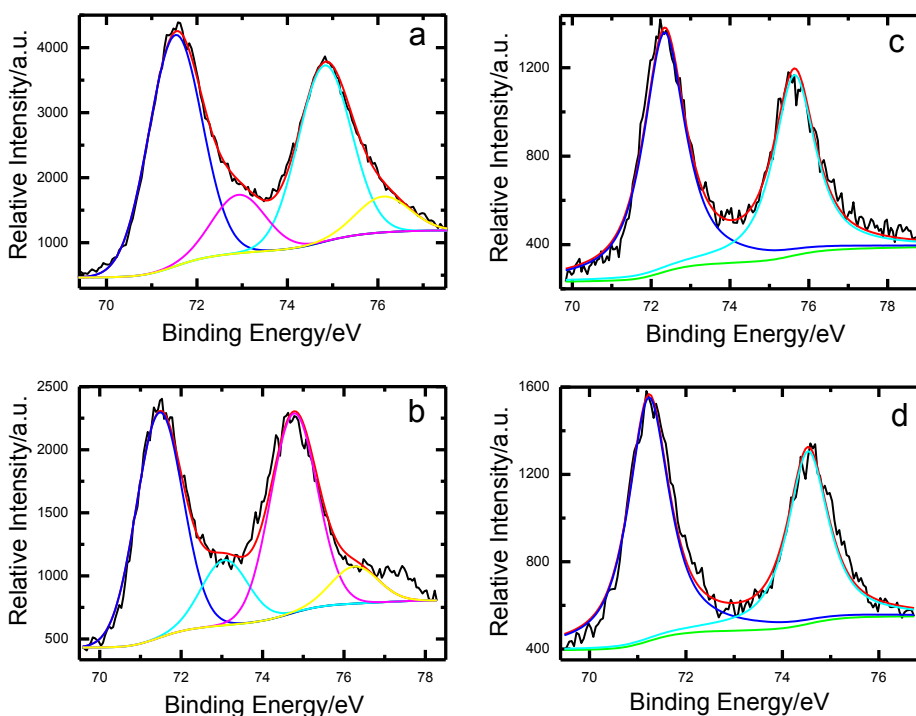 a
Relative Intensity/a.u.
4000
3000
2000
1000
70 72 74 76
Binding Energy/eV
c
Relative Intensity/a.u.
1200
800
400
70 72 74 76 78
Binding Energy/eV
b
Relative Intensity/a.u.
2500
2000
1500
1000
500
70 72 74 76 78
Binding Energy/eV
d
Relative Intensity/a.u.
1600
1200
800
400
70 72 74 76
Binding Energy/eV